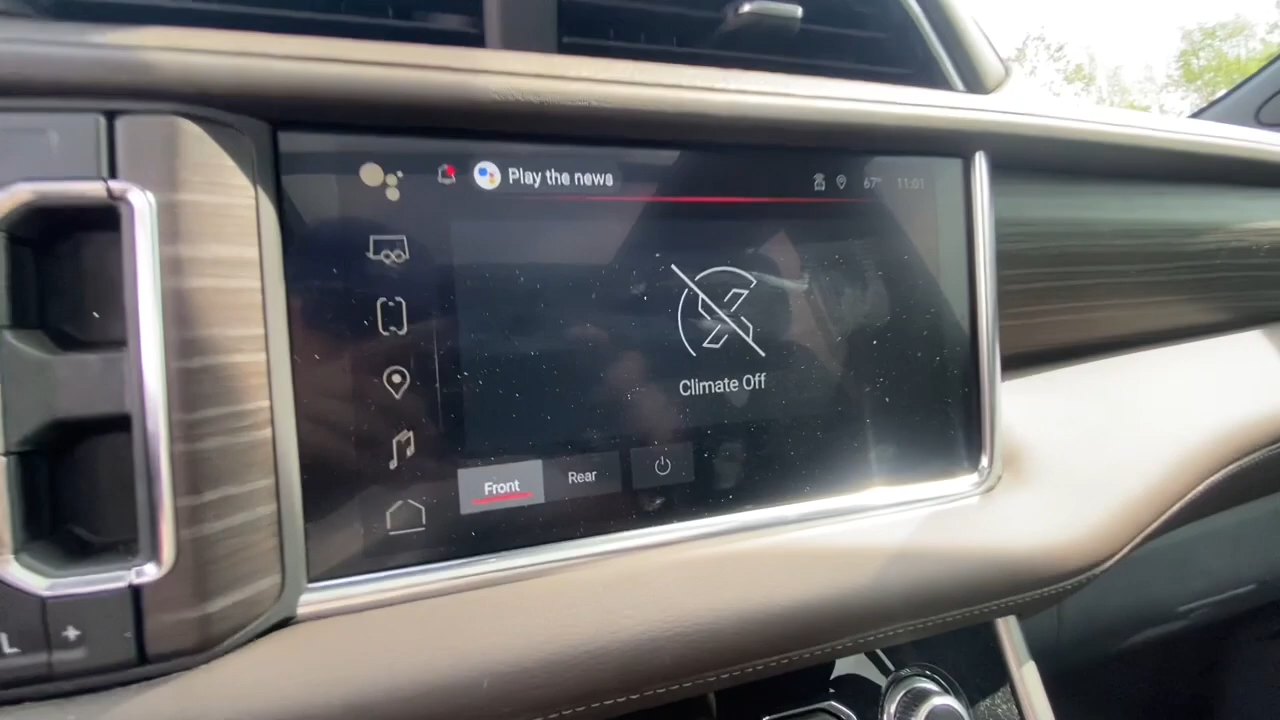 Play the news
67° 11:01
Climate Off
Front
Rear
L
+
-